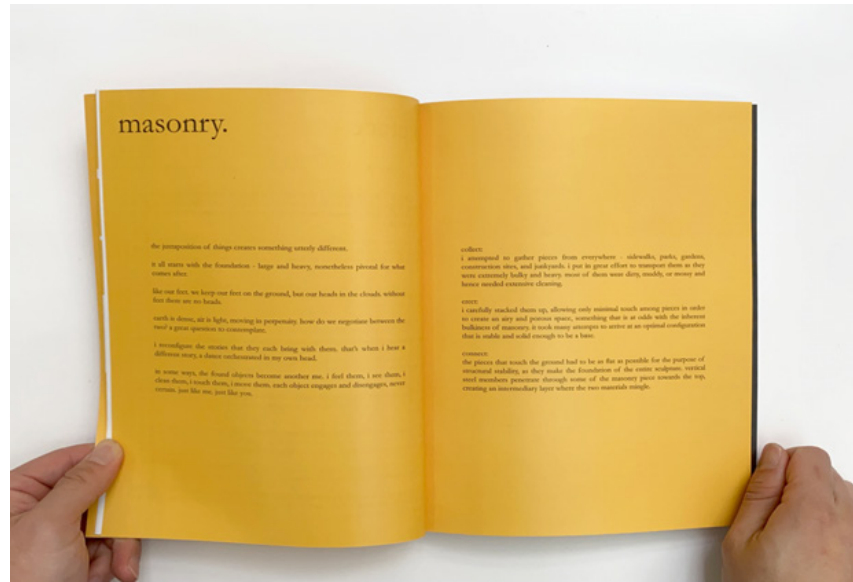 masonry.
the juxtaposition of things creates something utterly different.
it all starts with the foundation - large and heavy, nonetheless pivotal for what
comes after.
like our feet. we keep our feet on the ground, but our heads in the clouds. without
feet there are no heads.
earth is dense, air is light, moving in perpetuity. how do we negotiate between the
two? a great question to contemplate.
i reconfigure the stories that they each bring with them. that's when i hear a
different story, a dance orchestrated in my own head.
in some ways, the found objects become another me. i feel them, i see them, i
clean them, i touch them, i move them. each object engages and disengages, never
certain. just like me. just like you.
collect:
i attempted to gather pieces from everywhere - sidewalks, parks, gardens,
construction sites, and junkyards. i put in great effort to transport them as they
were extremely bulky and heavy. most of them were dirty, muddy, or mossy and
hence needed extensive cleaning.
erect:
i carefully stacked them up, allowing only minimal touch among pieces in order
to create an airy and porous space, something that is at odds with the inherent
bulkiness of masonry. it took many attempts to arrive at an optimal configuration
that is stable and solid enough to be a base.
connect:
the pieces that touch the ground had to be as flat as possible for the purpose of
structural stability, as they make the foundation of the entire sculpture. vertical
steel members penetrate through some of the masonry piece towards the top,
creating an intermediary layer where the two materials mingle.